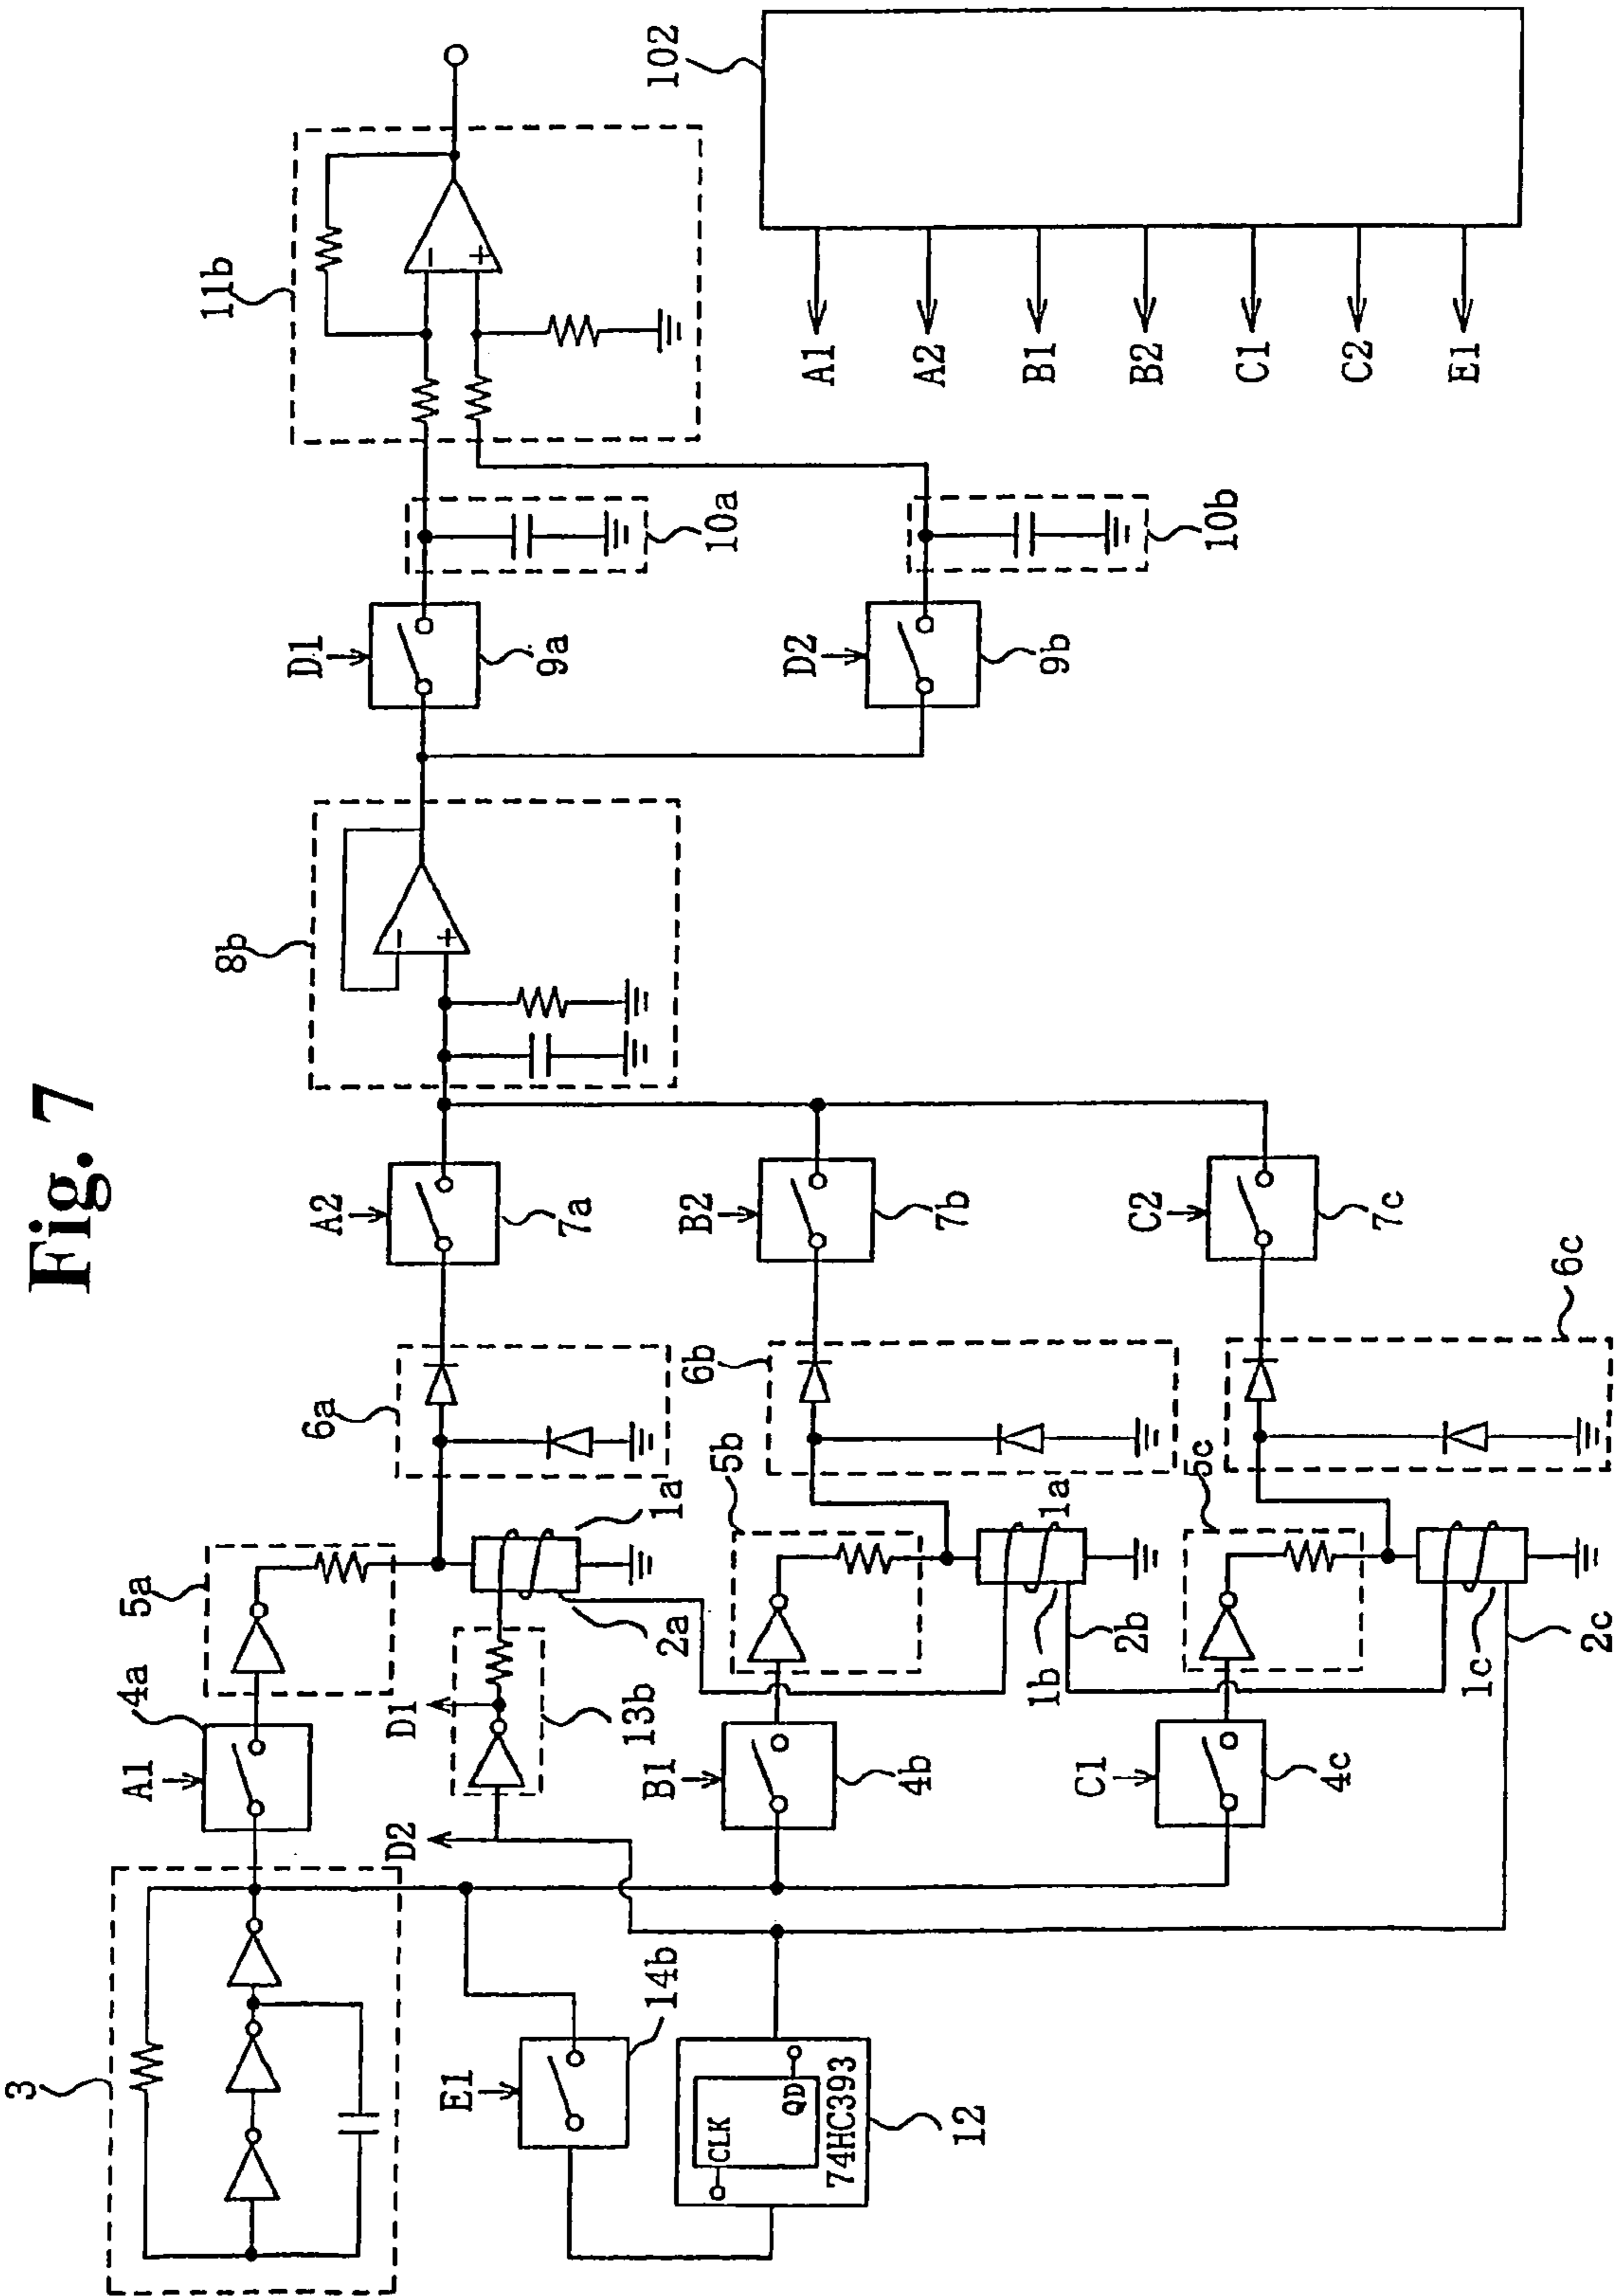 Fig. 7
3
A1
4a
5a
6a
A2
7a
8b
D1
9a
10a
11b
102
A1
A2
B1
B2
C1
C2
E1
D2
9b
10b
D2
D1
13b
2a
1a
E1
14b
CLK
QD
74HC393
12
B1
4b
5b
1a
1b
2b
6b
B2
7b
C1
4c
5c
1c
2c
6c
C2
7c